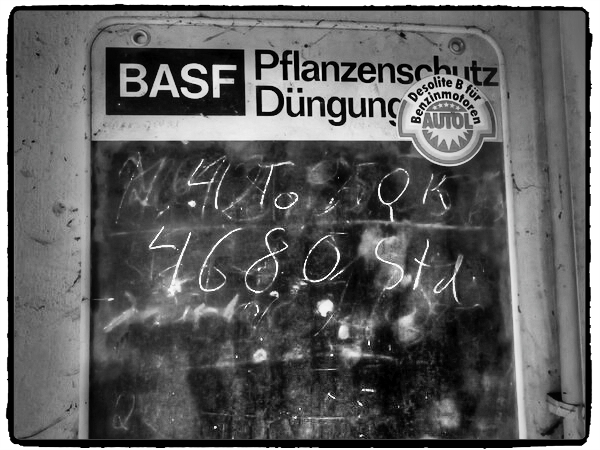 BASF
Pflanzenschutz
Düngung
Desolite B für
Benzinmotoren
AUTOL
4680 Std